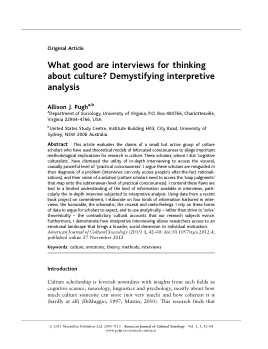 Original Article
What good are interviews for thinking
about culture? Demystifying interpretive
analysis
Allison J. Pugh
Department of Sociology, University of Virginia, P.O. Box 400766, Charlottesville,
Virginia 22904-4766, USA.
United States Study Centre, Institute Building H03, City Road, University of
Sydney, NSW 2006 Australia.
Abstract This article evaluates the claims of a small but active group of culture
scholars who have used theoretical models of bifurcated consciousness to allege important
methodological implications for research in culture. These scholars, whom I dub 'cognitive
culturalists', have dismissed the utility of in-depth interviewing to access the visceral,
causally powerful level of 'practical consciousness'. I argue these scholars are misguided in
their diagnosis of a problem (interviews can only access people's after-the-fact rationali-
zations), and their vision of a solution (culture scholars need to access the 'snap judgments'
that map onto the subterranean level of practical consciousness). I contend these flaws are
tied to a limited understanding of the kind of information available in interviews, parti-
cularly the in-depth interview subjected to interpretive analysis. Using data from a recent
book project on commitment, I elaborate on four kinds of information harbored in inter-
views: the honorable, the schematic, the visceral and meta-feelings. I rely on these forms
of data to argue for scholars to expect, and to use analytically – rather than strive to 'solve'
theoretically – the contradictory cultural accounts that our research subjects evince.
Furthermore, I demonstrate how interpretive interviewing allows researchers access to an
emotional landscape that brings a broader, social dimension to individual motivation.
American Journal of Cultural Sociology (2013) 1, 42–68. doi:10.1057/ajcs.2012.4;
published online 27 November 2012
Keywords: culture; emotions; theory; methods; interviews
Introduction
Culture scholarship is feverish nowadays with insights from such fields as
cognitive science, neurology, linguistics and psychology, mostly about how
much culture someone can store (not very much) and how coherent it is
(hardly at all) (DiMaggio, 1997; Martin, 2010). This research finds that
© 2013 Macmillan Publishers Ltd. 2049-7113 American Journal of Cultural Sociology Vol. 1, 1, 42–68
www.palgrave-journals.com/ajcs/